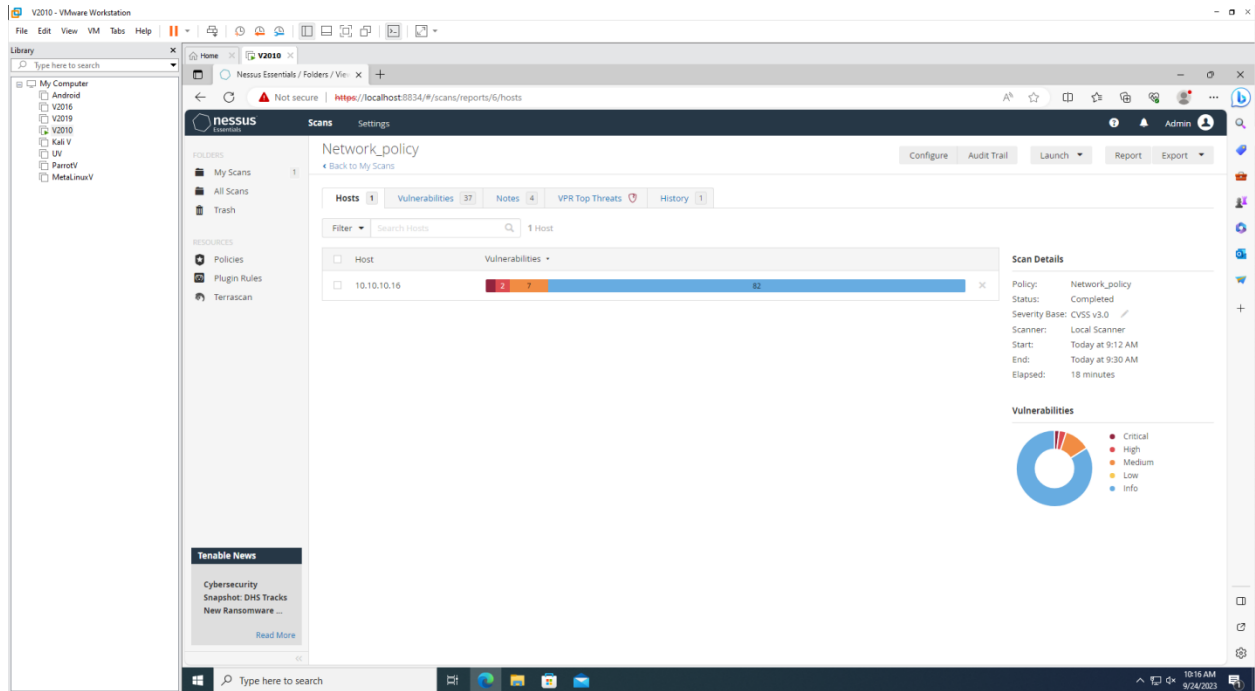 V2010 - VMware Workstation
File Edit View VM Tabs Help
Library
Type here to search
My Computer
Android
V2016
V2019
V2010
Kali V
UV
ParrotV
MetaLinuxV
Home
V2010
Nessus Essentials / Folders / Vie
Not secure https://localhost:8834/#/scans/reports/6/hosts
nessus
Essentials
Scans Settings
Admin
FOLDERS
My Scans 1
All Scans
Trash
RESOURCES
Policies
Plugin Rules
Terrascan
Tenable News
Cybersecurity
Snapshot: DHS Tracks
New Ransomware ...
Read More
Network_policy
Back to My Scans
Configure Audit Trail Launch Report Export
Hosts 1 Vulnerabilities 37 Notes 4 VPR Top Threats History 1
Filter Search Hosts 1 Host
Host Vulnerabilities
10.10.10.16 2 7 82
Scan Details
Policy: Network_policy
Status: Completed
Severity Base: CVSS v3.0
Scanner: Local Scanner
Start: Today at 9:12 AM
End: Today at 9:30 AM
Elapsed: 18 minutes
Vulnerabilities
Critical
High
Medium
Low
Info
Type here to search
10:16 AM
9/24/2023